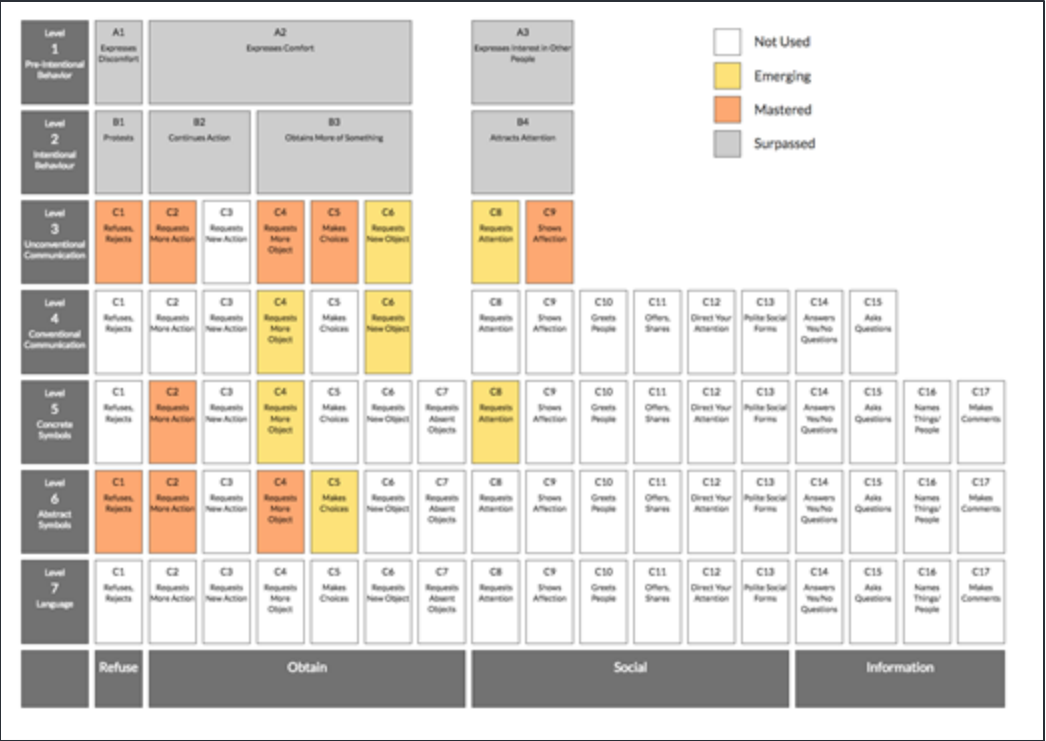 Level
1
Pre-Intentional
Behavior
A1
Expresses
Discomfort
A2
Expresses Comfort
A3
Expresses Interest in Other
People
Not Used
Emerging
Mastered
Surpassed
Level
2
Intentional
Behaviour
B1
Protests
B2
Continues Action
B3
Obtains More of Something
B4
Attracts Attention
Level
3
Unconventional
Communication
C1
Refuses,
Rejects
C2
Requests
More Action
C3
Requests
New Action
C4
Requests
More
Object
C5
Makes
Choices
C6
Requests
New Object
C8
Requests
Attention
C9
Shows
Affection
Level
4
Conventional
Communication
C1
Refuses,
Rejects
C2
Requests
More Action
C3
Requests
New Action
C4
Requests
More
Object
C5
Makes
Choices
C6
Requests
New Object
C8
Requests
Attention
C9
Shows
Affection
C10
Greets
People
C11
Offers,
Shares
C12
Direct Your
Attention
C13
Polite Social
Forms
C14
Answers
Yes/No
Questions
C15
Asks
Questions
Level
5
Concrete
Symbols
C1
Refuses,
Rejects
C2
Requests
More Action
C3
Requests
New Action
C4
Requests
More
Object
C5
Makes
Choices
C6
Requests
New Object
C7
Requests
Absent
Objects
C8
Requests
Attention
C9
Shows
Affection
C10
Greets
People
C11
Offers,
Shares
C12
Direct Your
Attention
C13
Polite Social
Forms
C14
Answers
Yes/No
Questions
C15
Asks
Questions
C16
Names
Things/
People
C17
Makes
Comments
Level
6
Abstract
Symbols
C1
Refuses,
Rejects
C2
Requests
More Action
C3
Requests
New Action
C4
Requests
More
Object
C5
Makes
Choices
C6
Requests
New Object
C7
Requests
Absent
Objects
C8
Requests
Attention
C9
Shows
Affection
C10
Greets
People
C11
Offers,
Shares
C12
Direct Your
Attention
C13
Polite Social
Forms
C14
Answers
Yes/No
Questions
C15
Asks
Questions
C16
Names
Things/
People
C17
Makes
Comments
Level
7
Language
C1
Refuses,
Rejects
C2
Requests
More Action
C3
Requests
New Action
C4
Requests
More
Object
C5
Makes
Choices
C6
Requests
New Object
C7
Requests
Absent
Objects
C8
Requests
Attention
C9
Shows
Affection
C10
Greets
People
C11
Offers,
Shares
C12
Direct Your
Attention
C13
Polite Social
Forms
C14
Answers
Yes/No
Questions
C15
Asks
Questions
C16
Names
Things/
People
C17
Makes
Comments
Refuse
Obtain
Social
Information